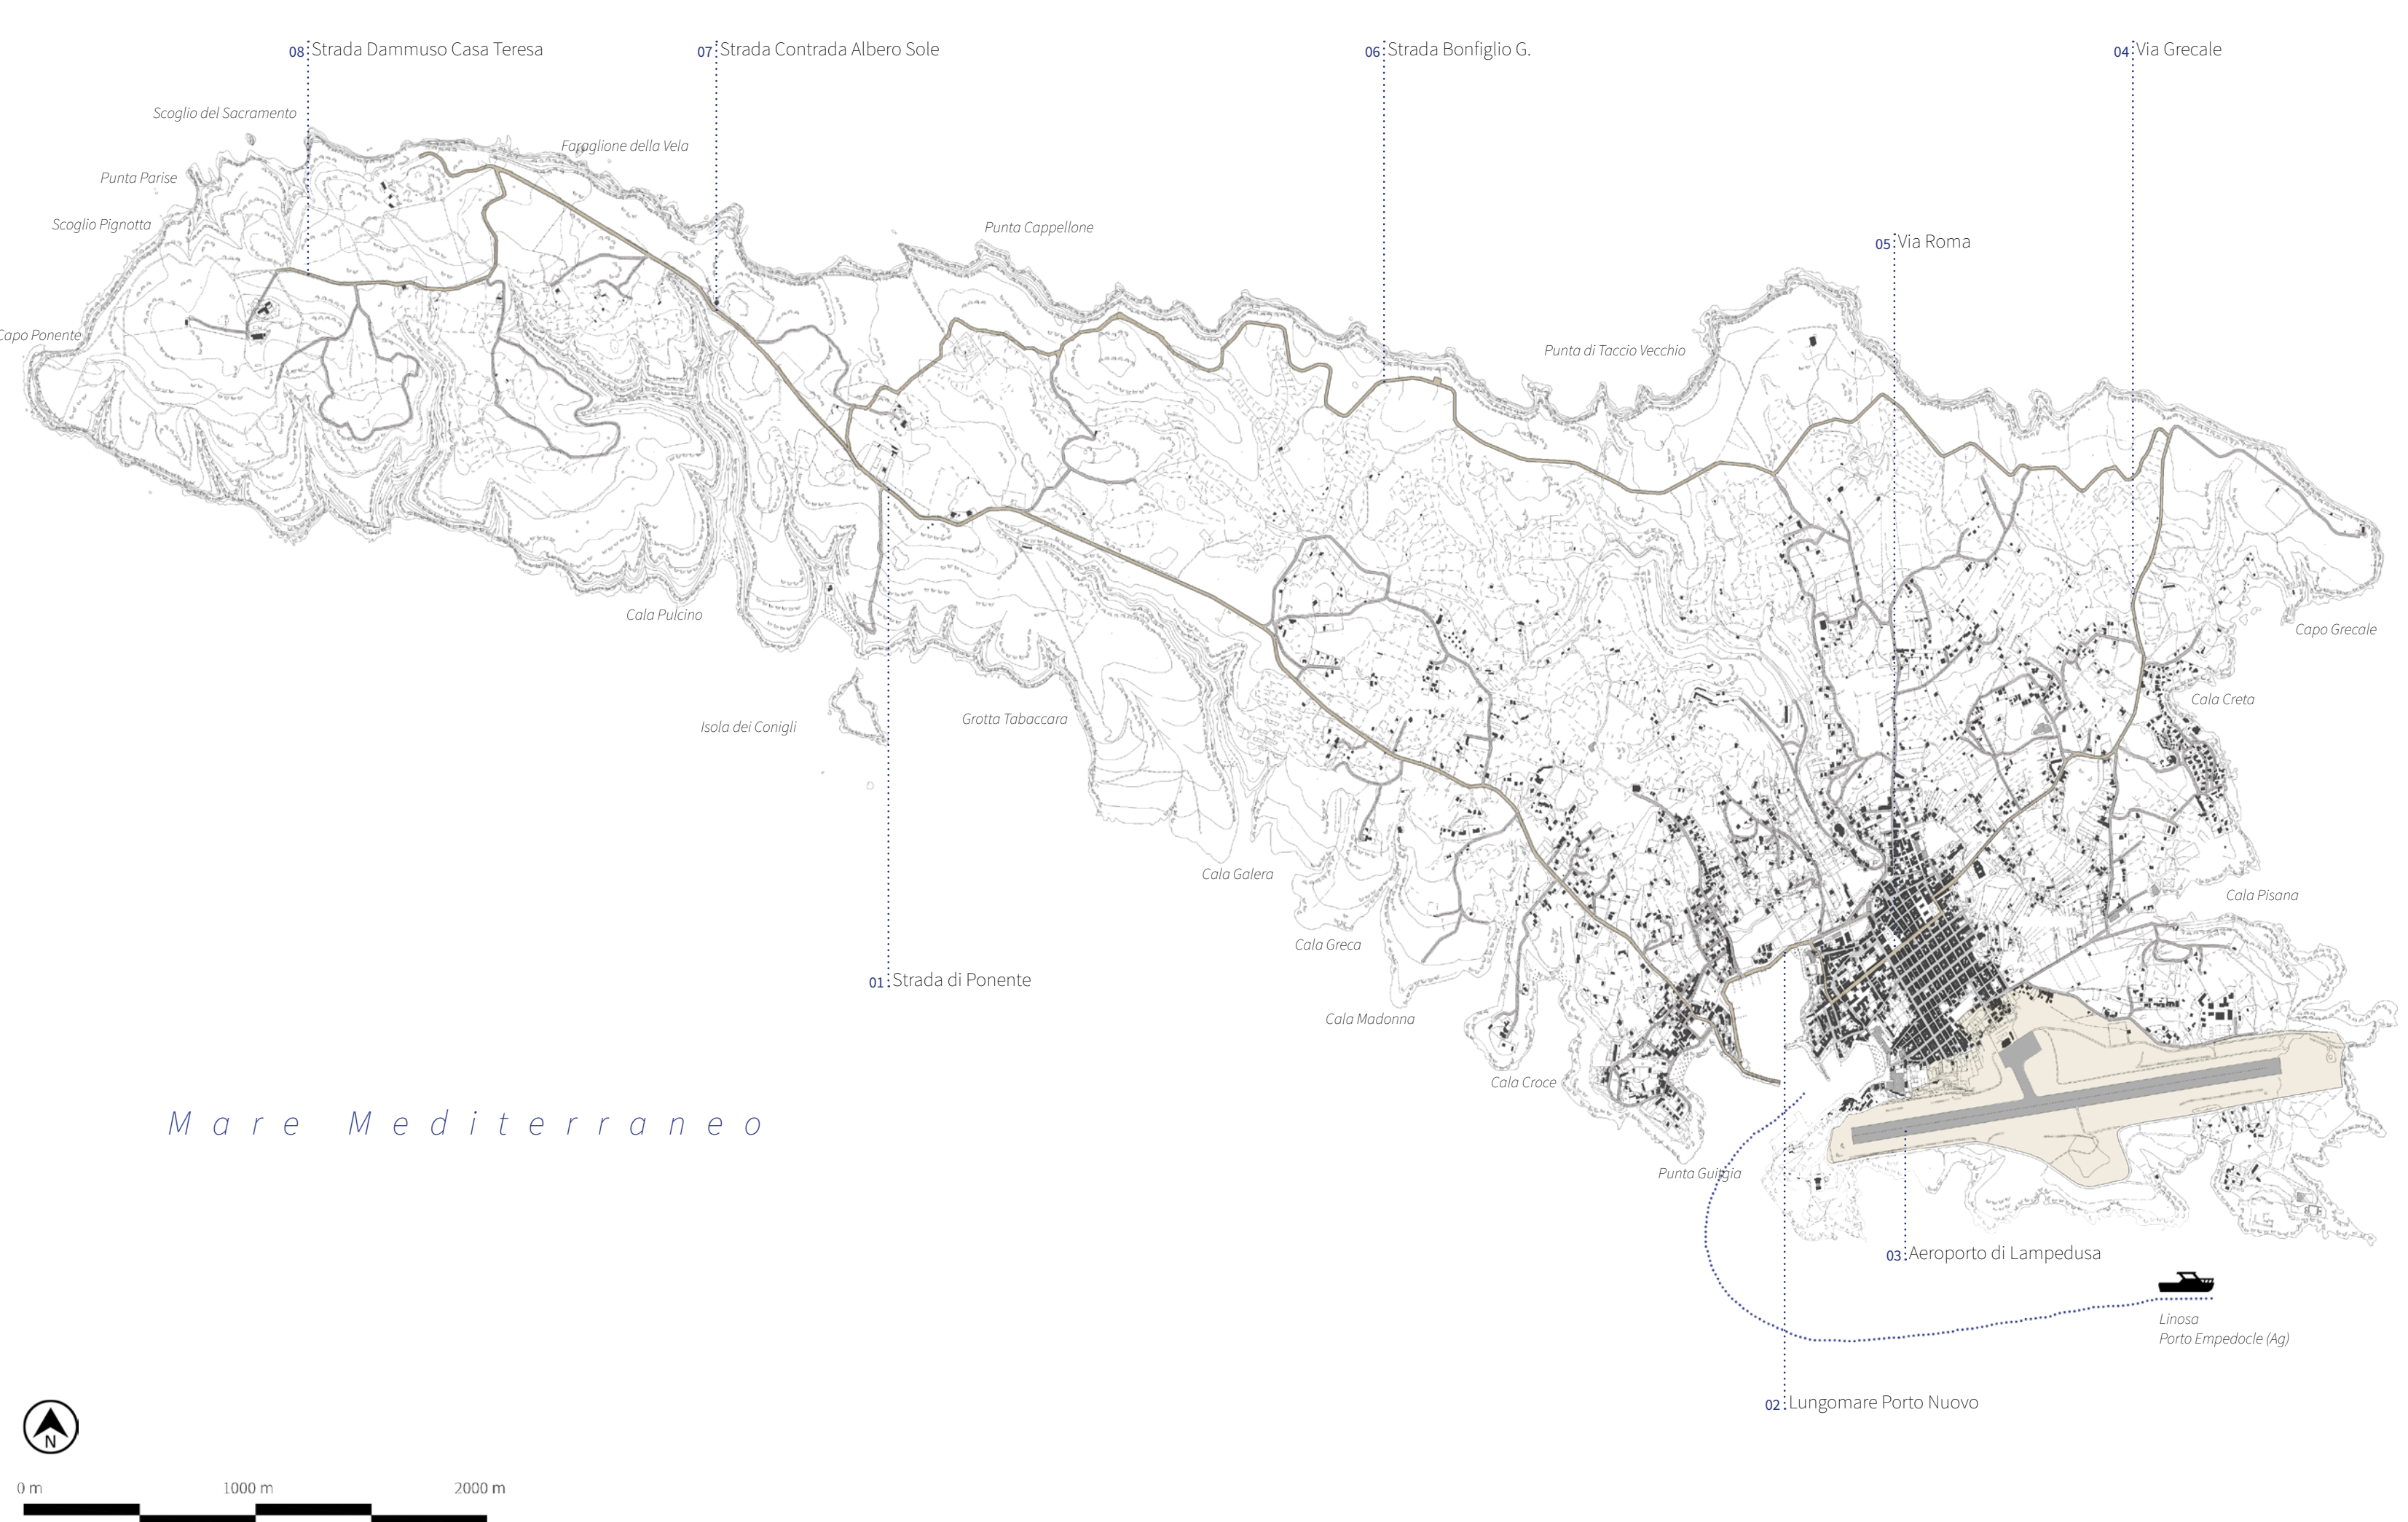 08 Strada Dammuso Casa Teresa
07 Strada Contrada Albero Sole
06 Strada Bonfiglio G.
04 Via Grecale
Scoglio del Sacramento
Faraglione della Vela
Punta Parise
Scoglio Pignotta
Punta Cappellone
05 Via Roma
Capo Ponente
Punta di Taccio Vecchio
Cala Pulcino
Capo Grecale
Isola dei Conigli
Grotta Tabaccara
Cala Creta
Cala Galera
Cala Pisana
Cala Greca
01 Strada di Ponente
Cala Madonna
Cala Croce
Mare Mediterraneo
Punta Guitgia
03 Aeroporto di Lampedusa
Linosa
Porto Empedocle (Ag)
02 Lungomare Porto Nuovo
N
0 m 1000 m 2000 m